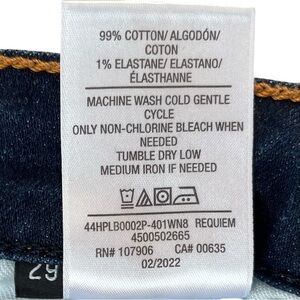 99% COTTON/ ALGODÓN/
COTON
1% ELASTANE/ ELASTANO/
ÉLASTHANNE
MACHINE WASH COLD GENTLE
CYCLE
ONLY NON-CHLORINE BLEACH WHEN
NEEDED
TUMBLE DRY LOW
MEDIUM IRON IF NEEDED
44HPLB0002P-401WN8 REQUIEM
4500502665
RN# 107906 CA# 00635
02/2022
29